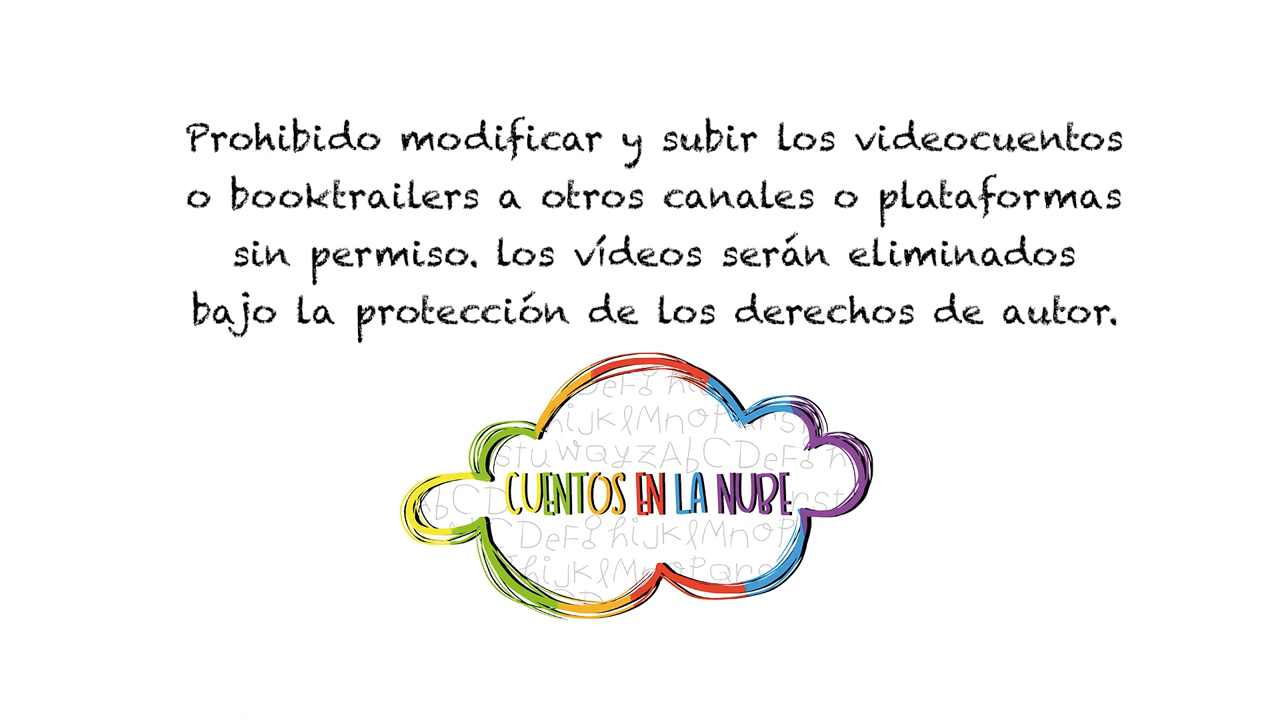 Prohibido modificar y subir los videocuentos
o booktrailers a otros canales o plataformas
sin permiso. los vídeos serán eliminados
bajo la protección de los derechos de autor.
CUENTOS EN LA NUBE